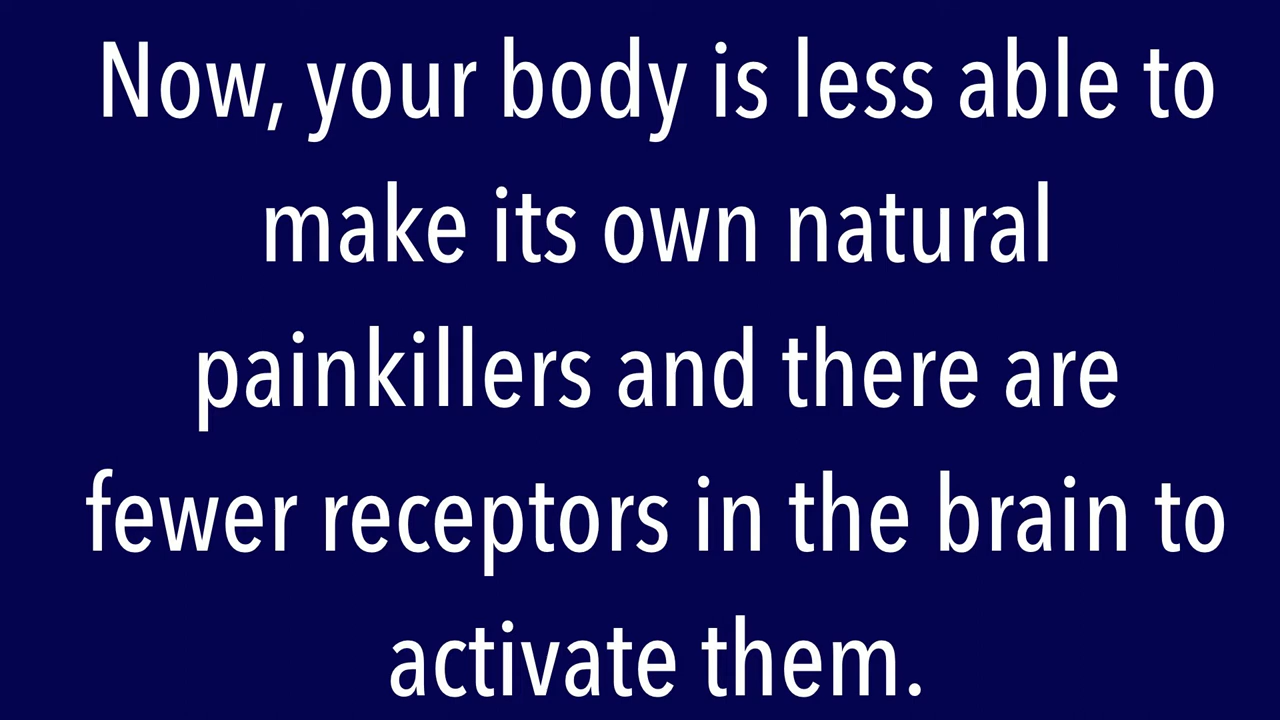 Now, your body is less able to
make its own natural
painkillers and there are
fewer receptors in the brain to
activate them.